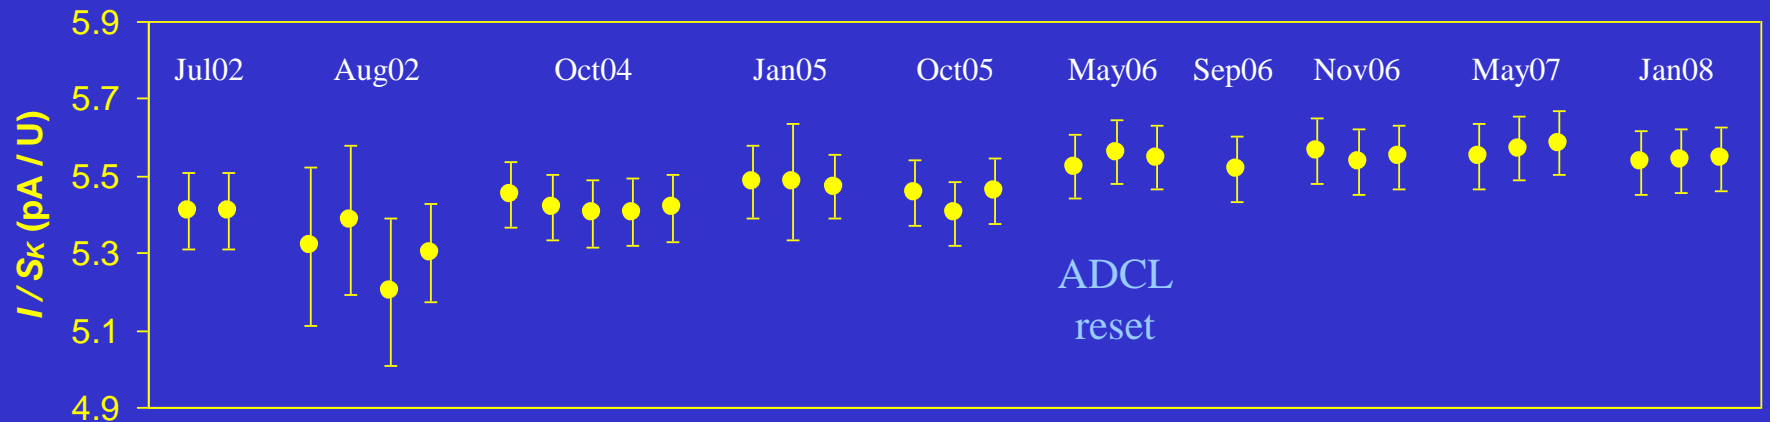 5.9
Jul02 Aug02 Oct04 Jan05 Oct05 May06 Sep06 Nov06 May07 Jan08
5.7
5.5
5.3
5.1
4.9
I / SK (pA / U)
ADCL
reset